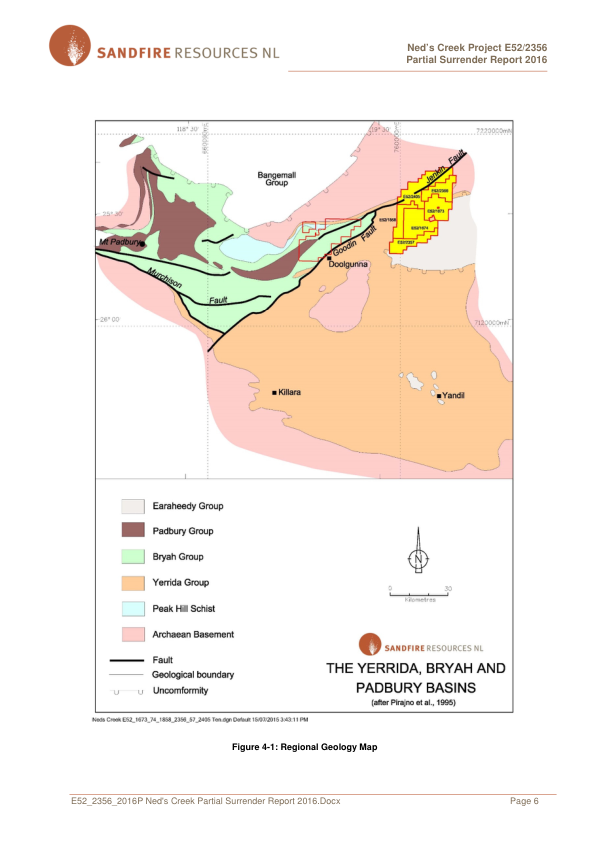 SANDFIRE RESOURCES NL
Ned's Creek Project E52/2356
Partial Surrender Report 2016
118° 30'
660000mE
119° 30'
760000mE
7220000mN
Bangemall
Group
Jenkin Fault
25° 30'
Mt Padbury
Goodin Fault
Doolgunna
Murchison
Fault
26° 00
7120000mN
Killara
Yandil
Earaheedy Group
Padbury Group
Bryah Group
Yerrida Group
Peak Hill Schist
Archaean Basement
Fault
Geological boundary
Uncomformity
N
0 30
Kilometres
SANDFIRE RESOURCES NL
THE YERRIDA, BRYAH AND
PADBURY BASINS
(after Pirajno et al., 1995)
Neds Creek E52_1673_74_1858_2356_57_2405 Ten.dgn Default 15/07/2015 3:43:11 PM
Figure 4-1: Regional Geology Map
E52_2356_2016P Ned's Creek Partial Surrender Report 2016.Docx Page 6